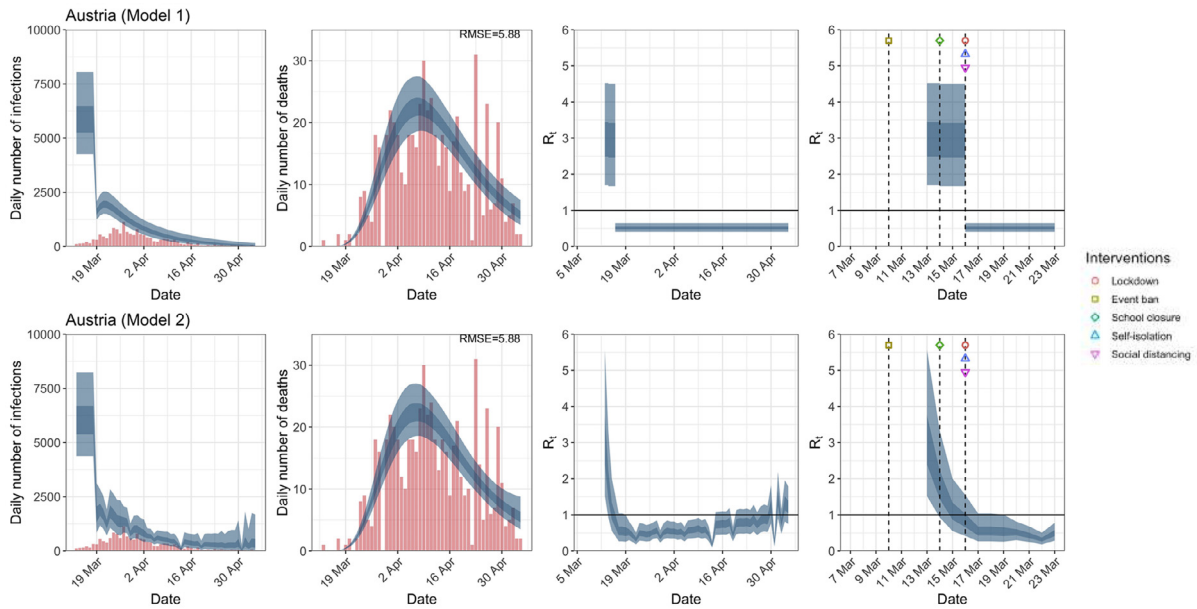 Austria (Model 1)
Daily number of infections
10000
7500
5000
2500
0
19 Mar
2 Apr
16 Apr
30 Apr
Date
Daily number of deaths
RMSE=5.88
30
20
10
0
19 Mar
2 Apr
16 Apr
30 Apr
Date
Rt
6
5
4
3
2
1
0
5 Mar
19 Mar
2 Apr
16 Apr
30 Apr
Date
Rt
6
5
4
3
2
1
0
7 Mar
9 Mar
11 Mar
13 Mar
15 Mar
17 Mar
19 Mar
21 Mar
23 Mar
Date
Interventions
Lockdown
Event ban
School closure
Self-isolation
Social distancing
Austria (Model 2)
Daily number of infections
10000
7500
5000
2500
0
19 Mar
2 Apr
16 Apr
30 Apr
Date
Daily number of deaths
RMSE=5.88
30
20
10
0
19 Mar
2 Apr
16 Apr
30 Apr
Date
Rt
6
5
4
3
2
1
0
5 Mar
19 Mar
2 Apr
16 Apr
30 Apr
Date
Rt
6
5
4
3
2
1
0
7 Mar
9 Mar
11 Mar
13 Mar
15 Mar
17 Mar
19 Mar
21 Mar
23 Mar
Date